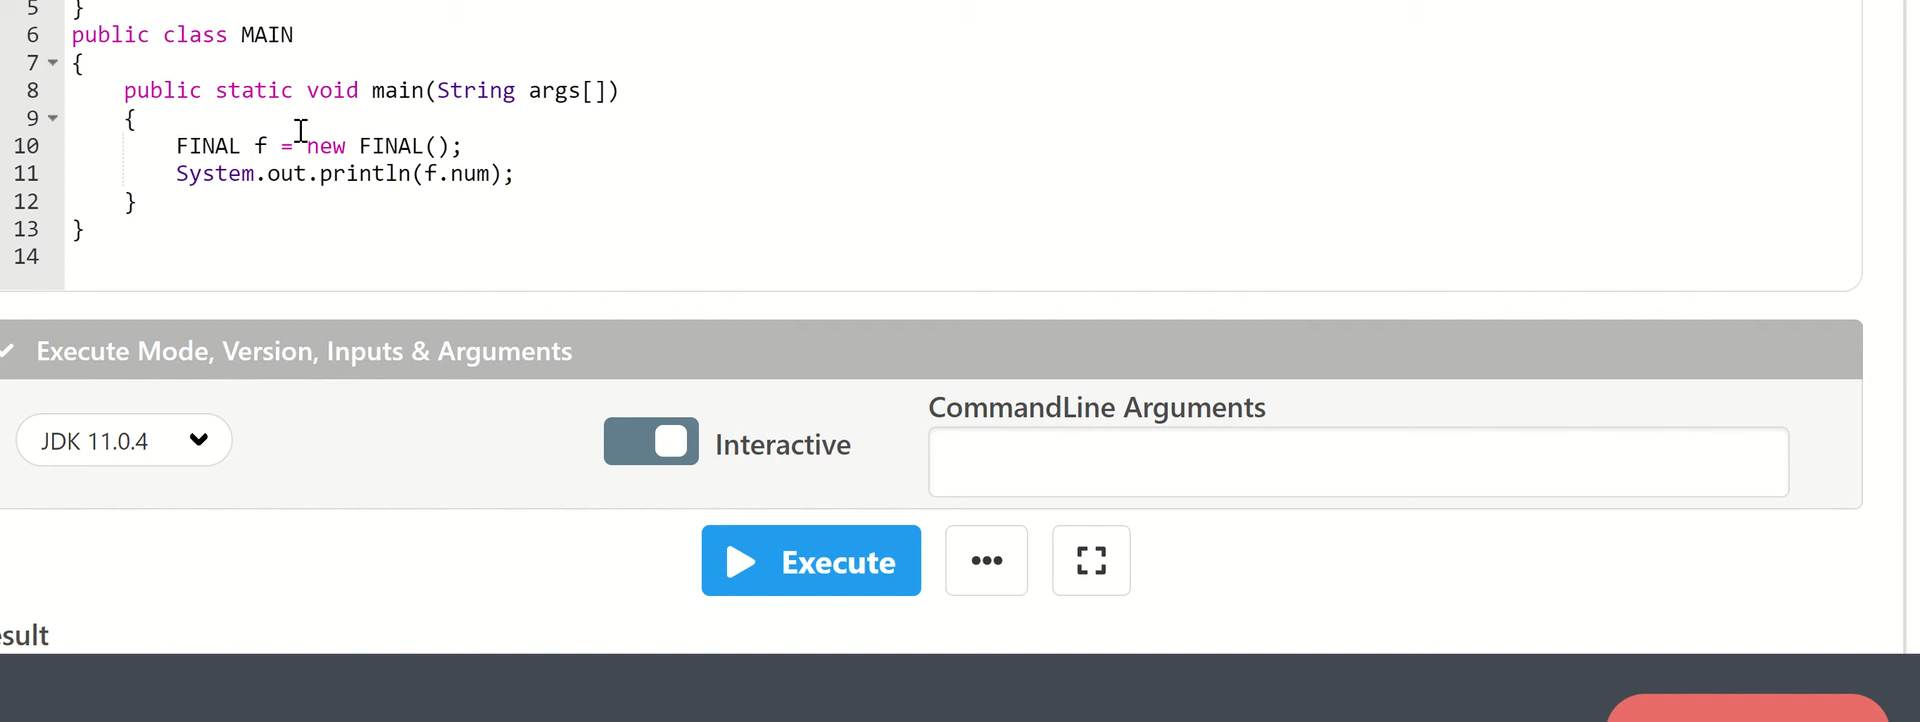 5 }
6 public class MAIN
7 {
8 public static void main(String args[])
9 {
10 FINAL f = new FINAL();
11 System.out.println(f.num);
12 }
13 }
14
Execute Mode, Version, Inputs & Arguments
CommandLine Arguments
JDK 11.0.4
Interactive
Execute
esult